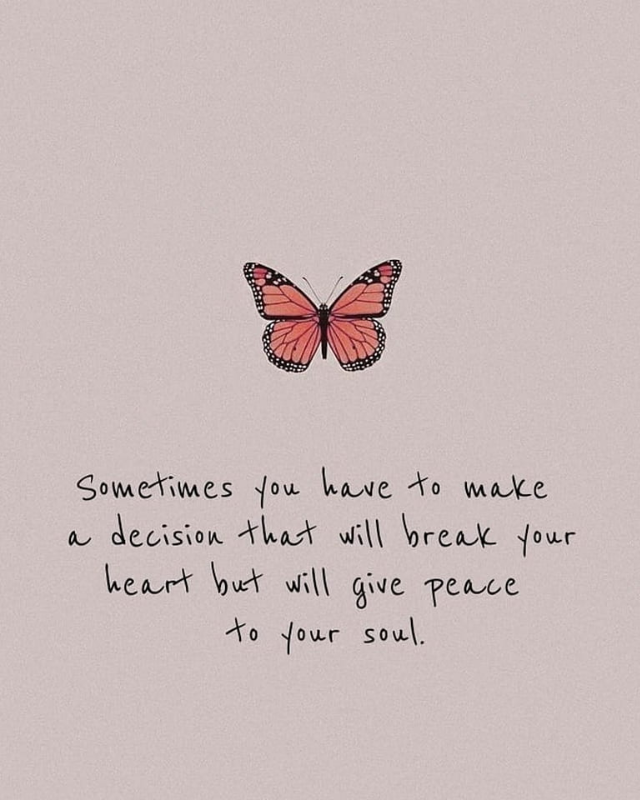 Sometimes you have to make
a decision that will break your
heart but will give peace
to your soul.